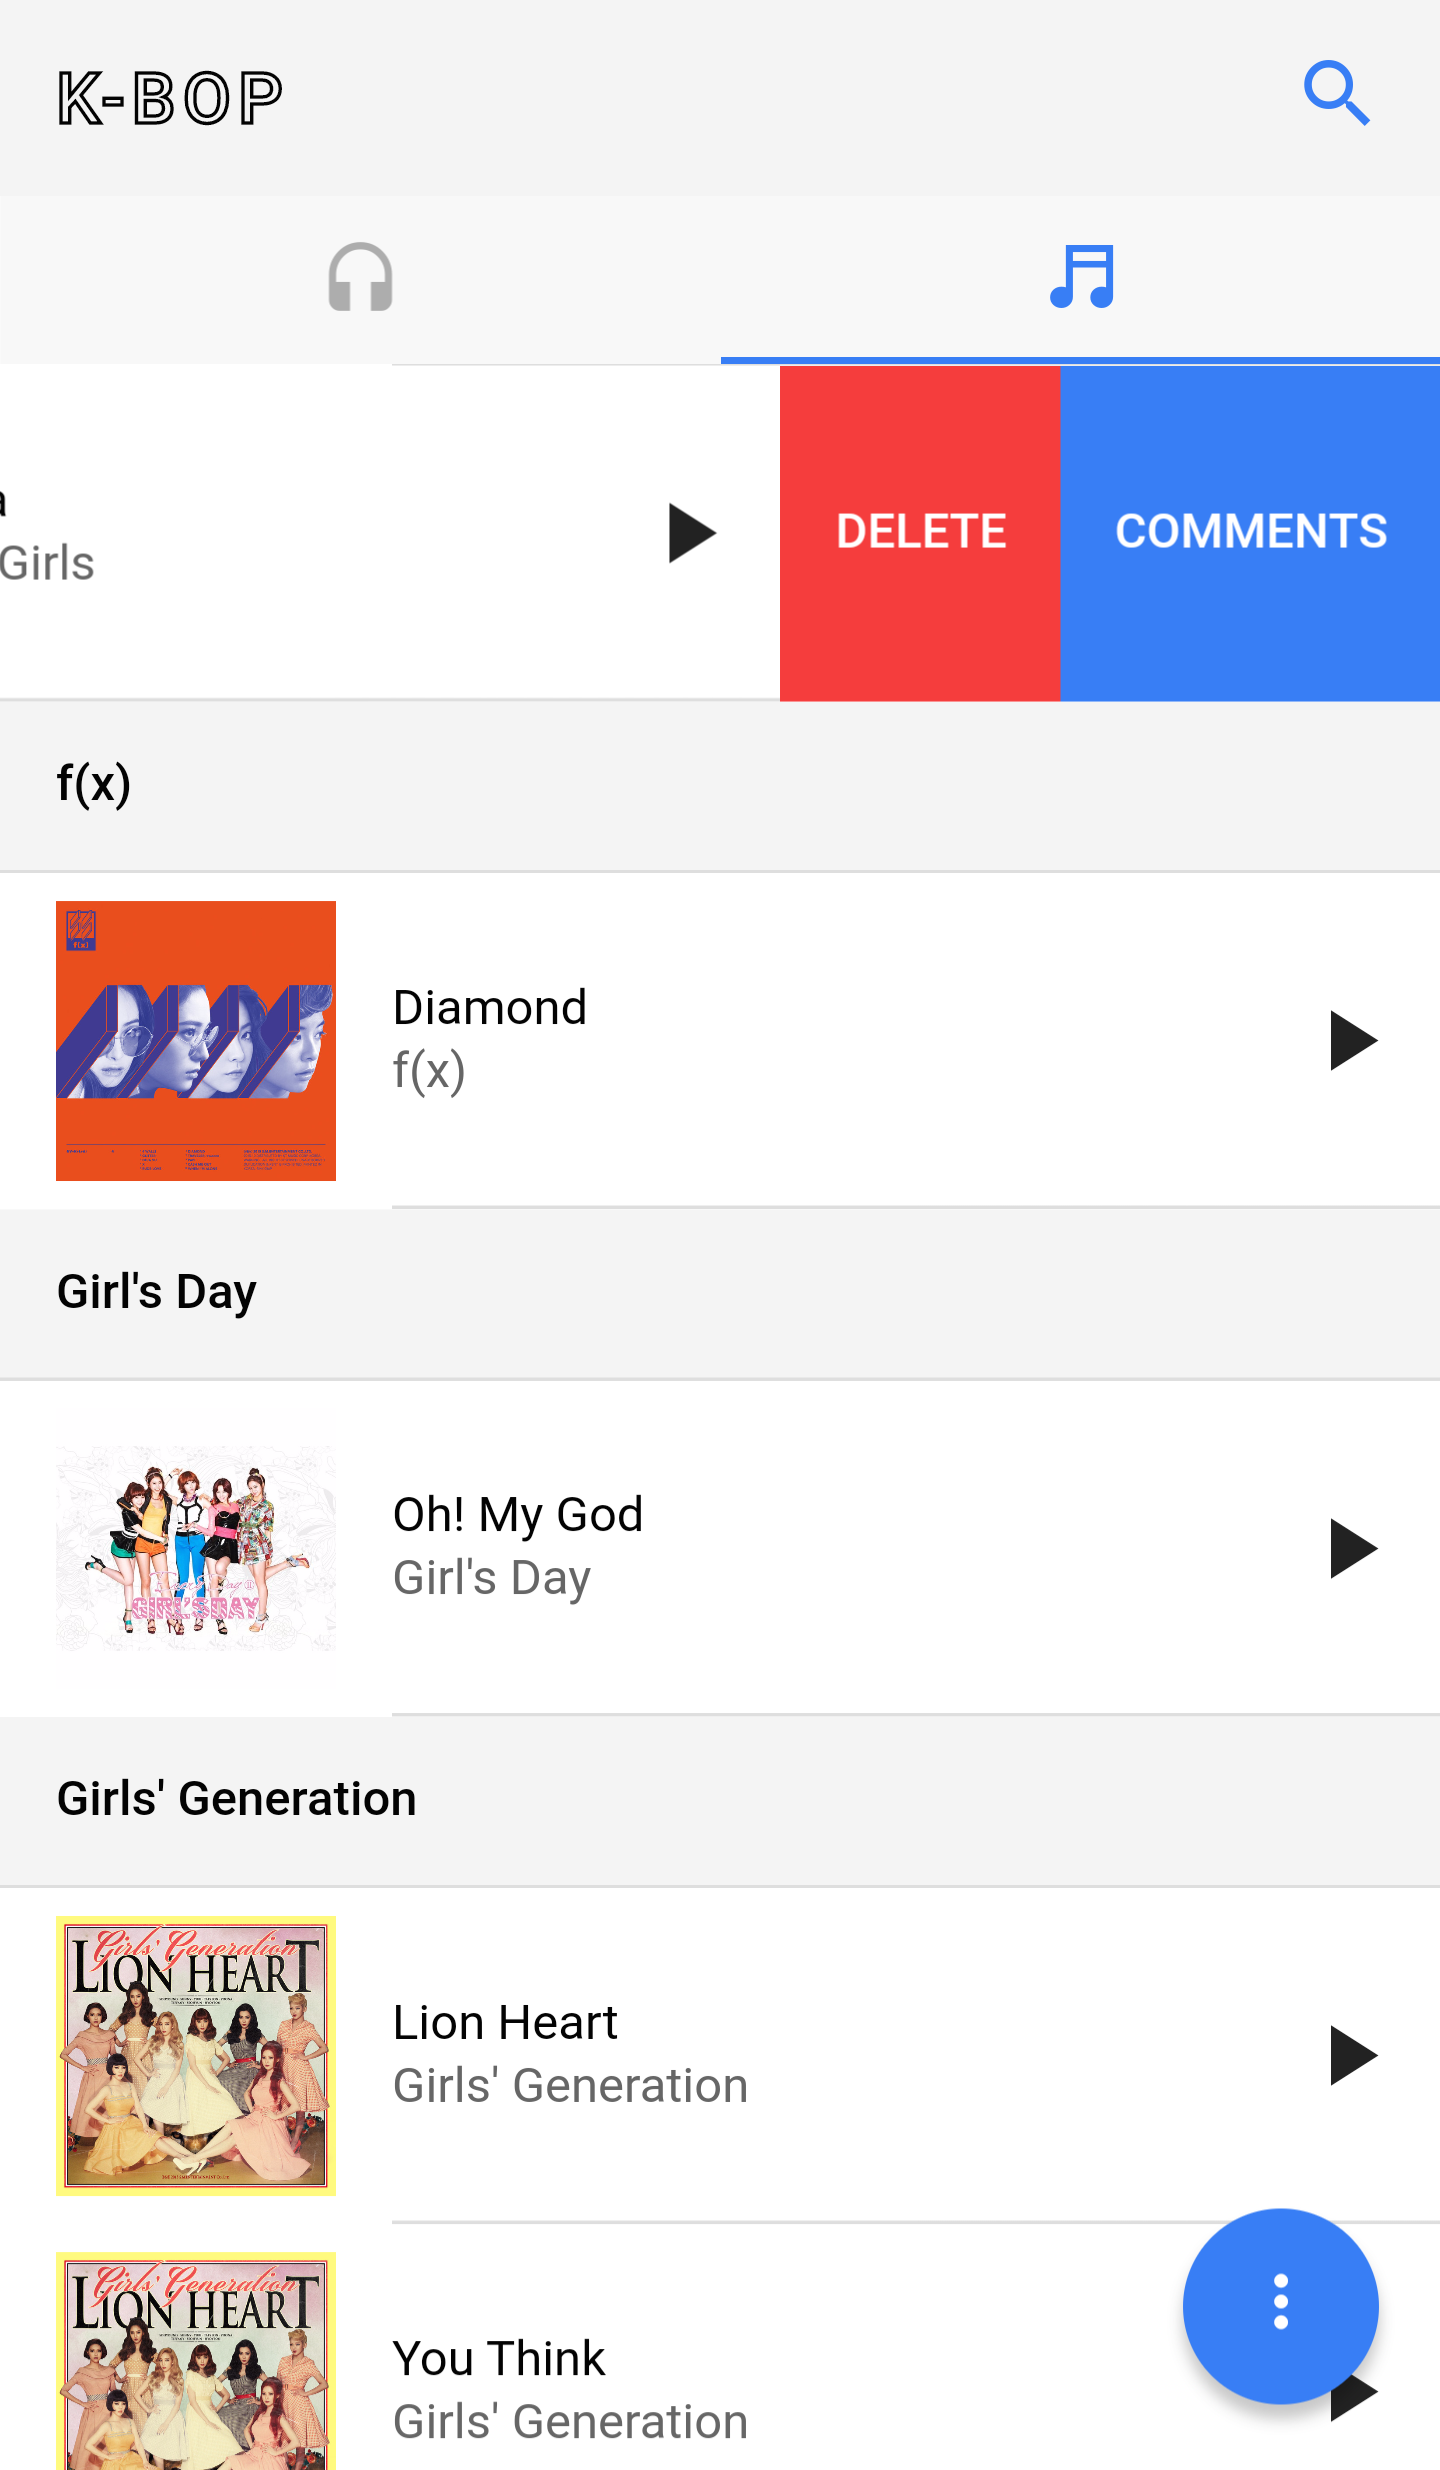 K-BOP
a
Girls
DELETE
COMMENTS
f(x)
f(x)
Diamond
f(x)
Girl's Day
GIRL'SDAY
Oh! My God
Girl's Day
Girls' Generation
Girls' Generation
LION HEART
Lion Heart
Girls' Generation
Girls' Generation
LION HEART
You Think
Girls' Generation